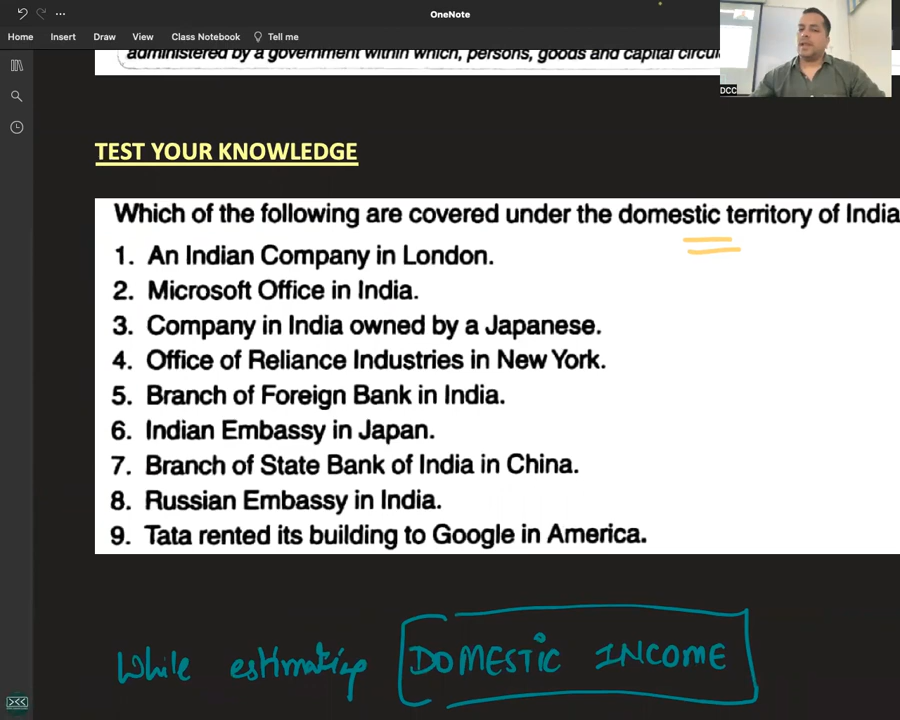 OneNote
Home Insert Draw View Class Notebook Tell me
administered by a government within which, persons, goods and capital
DCC
TEST YOUR KNOWLEDGE
Which of the following are covered under the domestic territory of India
1. An Indian Company in London.
2. Microsoft Office in India.
3. Company in India owned by a Japanese.
4. Office of Reliance Industries in New York.
5. Branch of Foreign Bank in India.
6. Indian Embassy in Japan.
7. Branch of State Bank of India in China.
8. Russian Embassy in India.
9. Tata rented its building to Google in America.
While estimating DOMESTIC INCOME